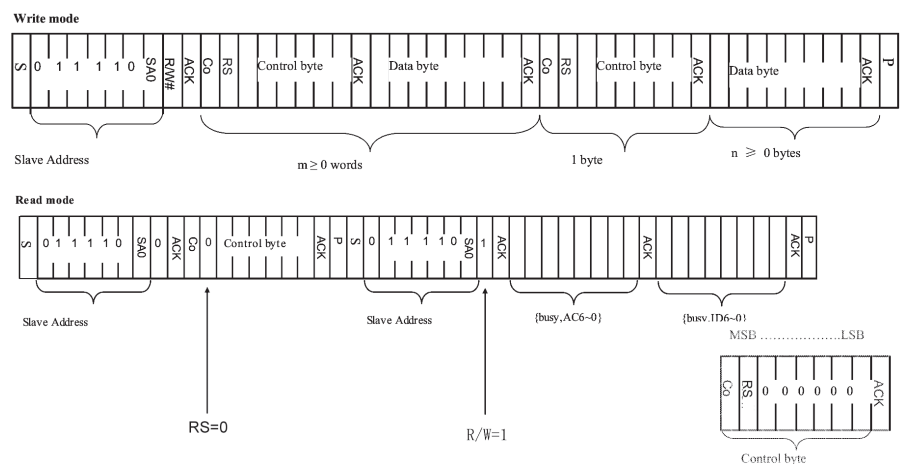 Write mode
S 0 1 1 1 1 0 SA0 R/W# ACK Co RS Control byte ACK Data byte ACK Co RS Control byte ACK Data byte ACK P
Slave Address
m ≥ 0 words
1 byte
n ≥ 0 bytes
Read mode
S 0 1 1 1 1 0 SA0 0 ACK Co 0 Control byte ACK P S 0 1 1 1 1 0 SA0 1 ACK ACK ACK P
Slave Address
Slave Address
{busy,AC6~0}
{busy,ID6~0}
MSB ....................LSB
Co RS... 0 0 0 0 0 0 ACK
RS=0
R/W=1
Control byte